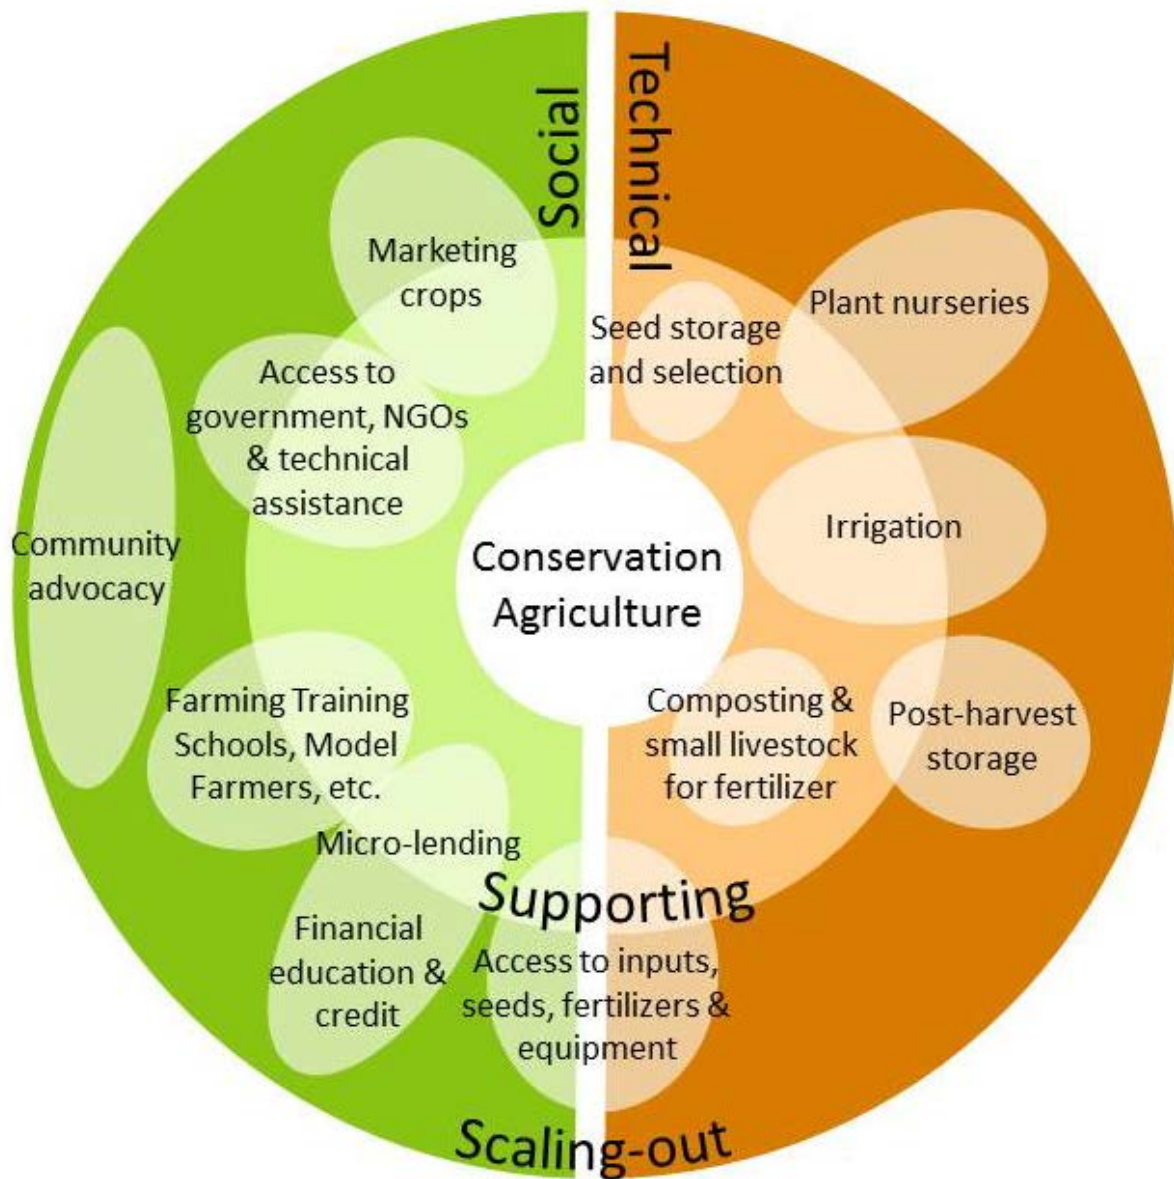 Social
Technical
Marketing
crops
Plant nurseries
Seed storage
and selection
Access to
government, NGOs
& technical
assistance
Irrigation
Community
advocacy
Conservation
Agriculture
Farming Training
Schools, Model
Farmers, etc.
Composting &
small livestock
for fertilizer
Post-harvest
storage
Micro-lending
Financial
education &
credit
Supporting
Access to inputs,
seeds, fertilizers &
equipment
Scaling-out